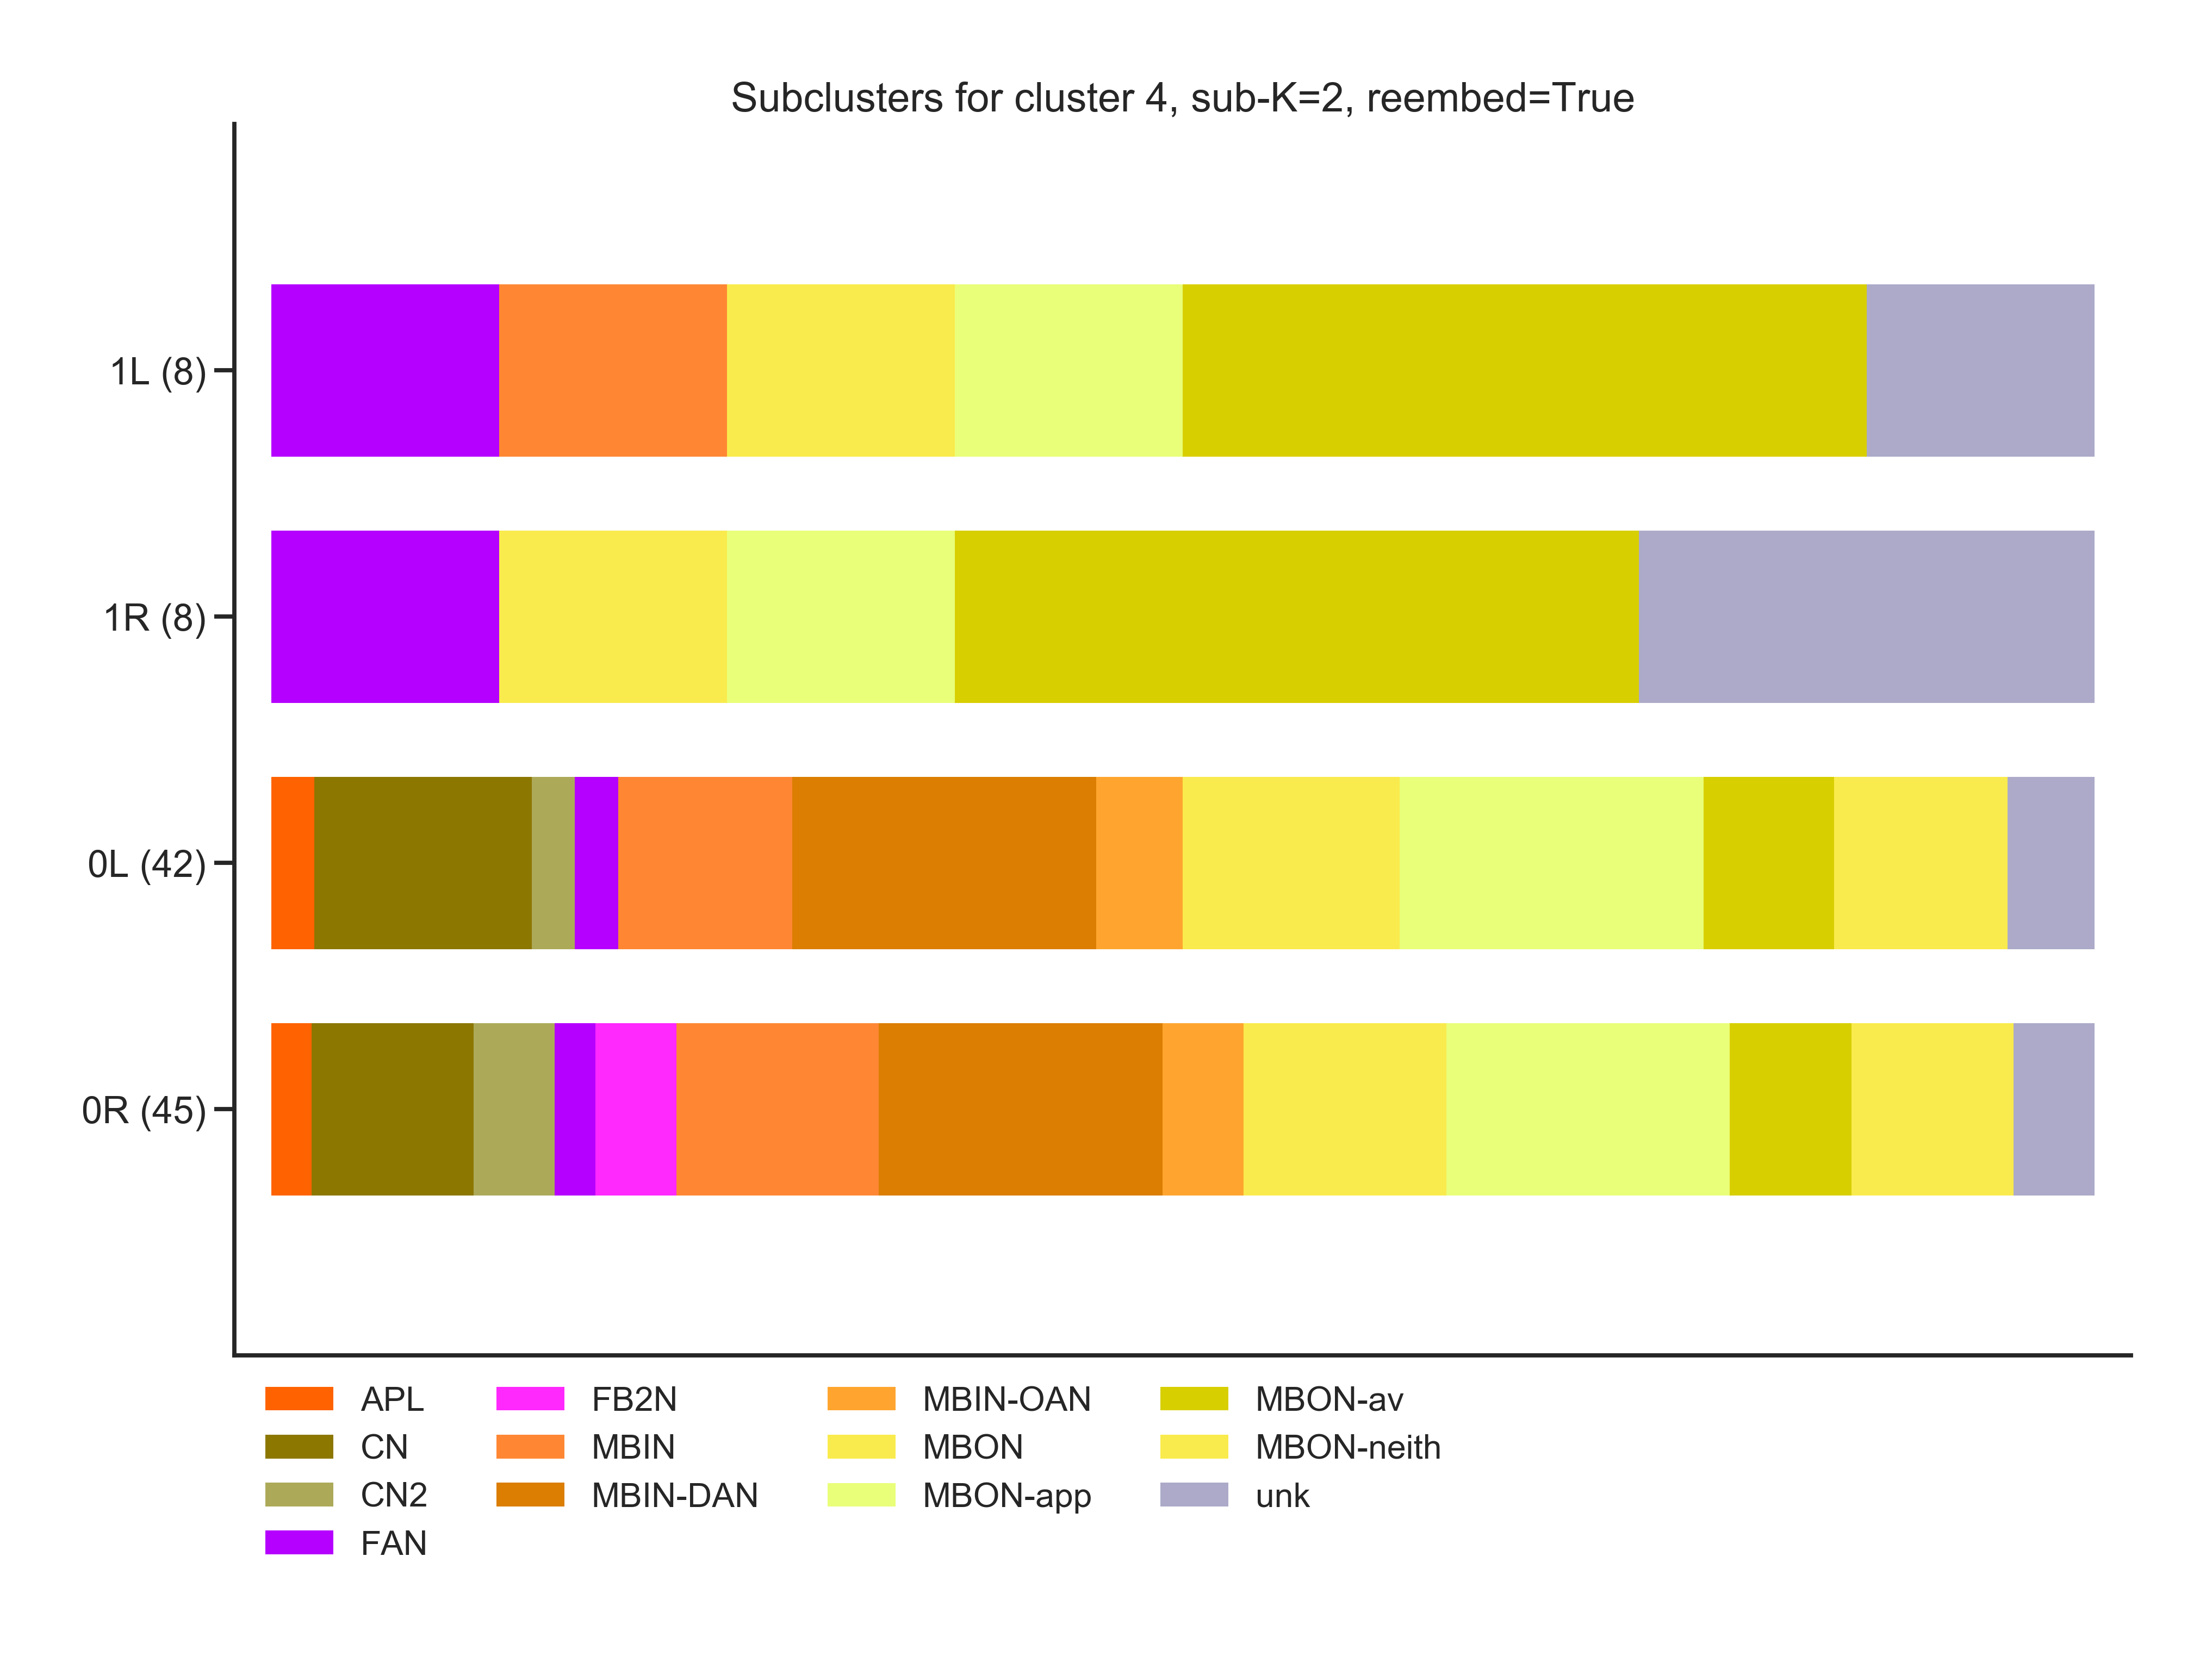 Subclusters for cluster 4, sub-K=2, reembed=True
1L (8)
1R (8)
0L (42)
0R (45)
APL
CN
CN2
FAN
FB2N
MBIN
MBIN-DAN
MBIN-OAN
MBON
MBON-app
MBON-av
MBON-neith
unk